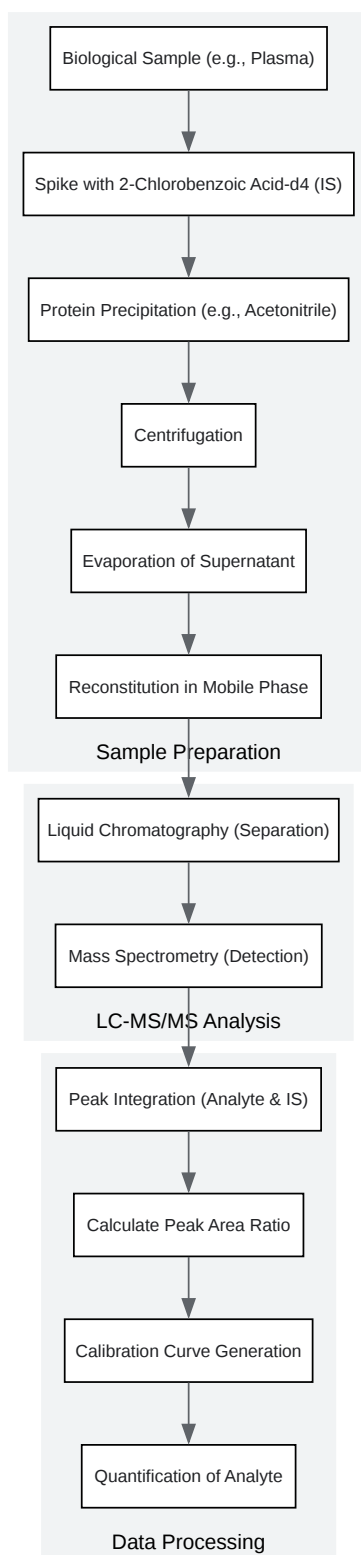 Biological Sample (e.g., Plasma)
Spike with 2-Chlorobenzoic Acid-d4 (IS)
Protein Precipitation (e.g., Acetonitrile)
Centrifugation
Evaporation of Supernatant
Reconstitution in Mobile Phase
Sample Preparation
Liquid Chromatography (Separation)
Mass Spectrometry (Detection)
LC-MS/MS Analysis
Peak Integration (Analyte & IS)
Calculate Peak Area Ratio
Calibration Curve Generation
Quantification of Analyte
Data Processing